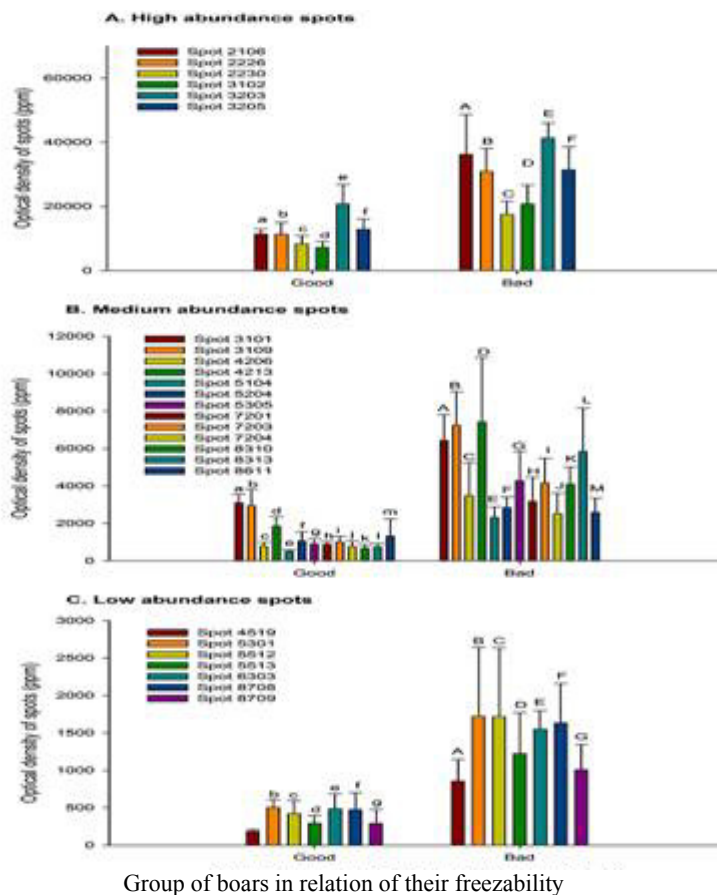 A. High abundance spots
Optical density of spots (ppm)
60000
40000
20000
0
Spot 2106
Spot 2226
Spot 2230
Spot 3102
Spot 3203
Spot 3205
a b c d e f
A B C D E F
Good Bad
B. Medium abundance spots
Optical density of spots (ppm)
12000
10000
8000
6000
4000
2000
0
Spot 3101
Spot 3109
Spot 4206
Spot 4213
Spot 5104
Spot 5204
Spot 5305
Spot 7201
Spot 7203
Spot 7204
Spot 8310
Spot 8313
Spot 8611
a b c d e f g h i j k l m
A B C D E F G H I J K L M
Good Bad
C. Low abundance spots
Optical density of spots (ppm)
3000
2500
2000
1500
1000
500
0
Spot 4519
Spot 5301
Spot 5512
Spot 5513
Spot 6303
Spot 8708
Spot 8709
b c d e f g
A B C D E F G
Good Bad
Group of boars in relation of their freezability